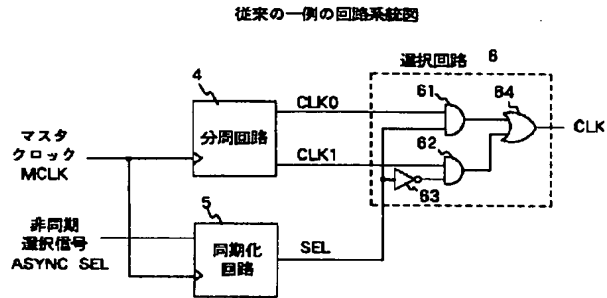 従来の一例の回路系統図
選択回路 6
4
61
64
CLK0
分周回路
CLK
マスタ
クロック
MCLK
CLK1
62
63
5
非同期
選択信号
ASYNC SEL
同期化
回路
SEL